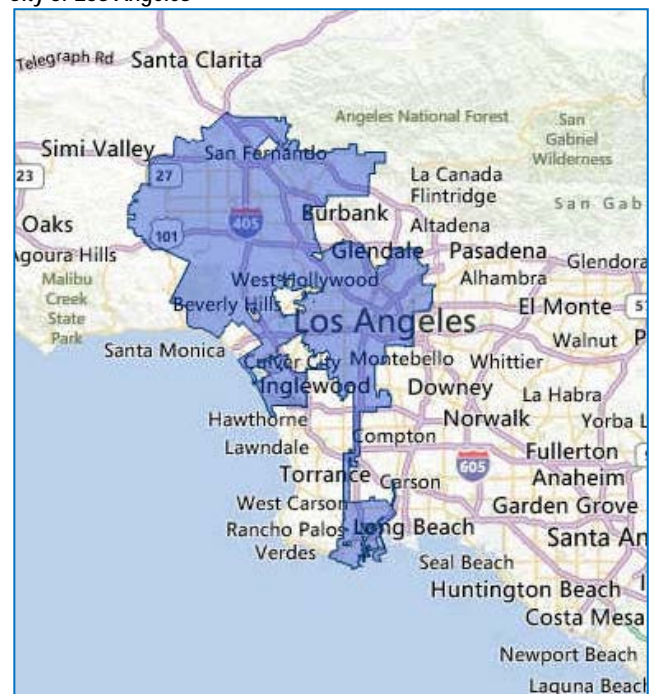 City of Los Angeles
Telegraph Rd
Santa Clarita
Angeles National Forest
San
Gabriel
Wilderness
Simi Valley
San Fernando
23
27
La Canada
Flintridge
San Gab
Burbank
Altadena
Oaks
405
101
Agoura Hills
Glendale
Pasadena
Glendora
Malibu
Creek
State
Park
West Hollywood
Alhambra
Beverly Hills
El Monte
Los Angeles
Walnut
P
Santa Monica
Culver City
Montebello
Whittier
Inglewood
Downey
La Habra
Hawthorne
Norwalk
Yorba L
Lawndale
Compton
Fullerton
605
Torrance
Carson
Anaheim
West Carson
Garden Grove
Rancho Palos
Verdes
Long Beach
Santa An
Seal Beach
Huntington Beach
Costa Mesa
Newport Beach
Laguna Beach